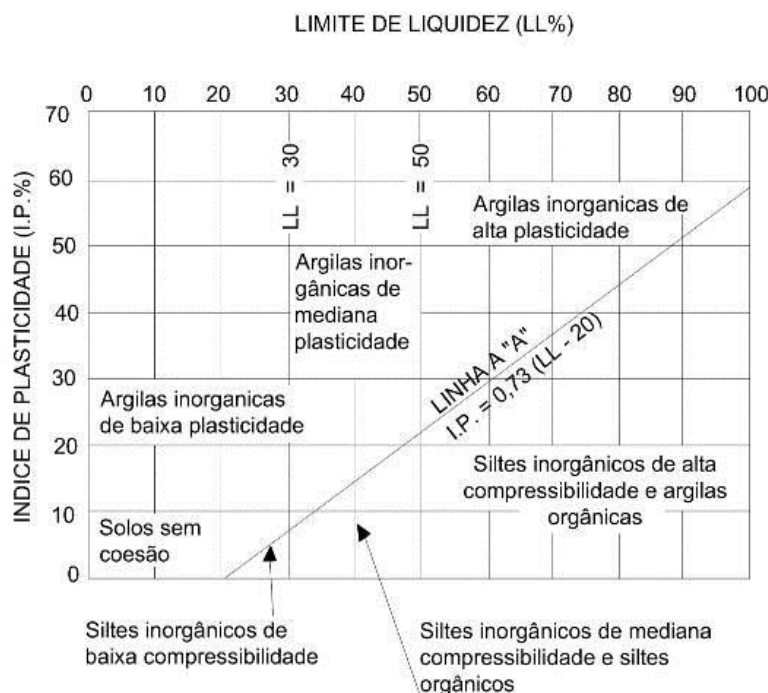 LIMITE DE LIQUIDEZ (LL%)
0 10 20 30 40 50 60 70 80 90 100
INDICE DE PLASTICIDADE (I.P.%)
70
60
50
40
30
20
10
0
LL = 30
LL = 50
Argilas inorganicas de
alta plasticidade
Argilas inor-
gânicas de
mediana
plasticidade
LINHA A "A"
I.P. = 0,73 (LL - 20)
Argilas inorganicas
de baixa plasticidade
Siltes inorgânicos de alta
compressibilidade e argilas
orgânicas
Solos sem
coesão
Siltes inorgânicos de
baixa compressibilidade
Siltes inorgânicos de mediana
compressibilidade e siltes
orgânicos